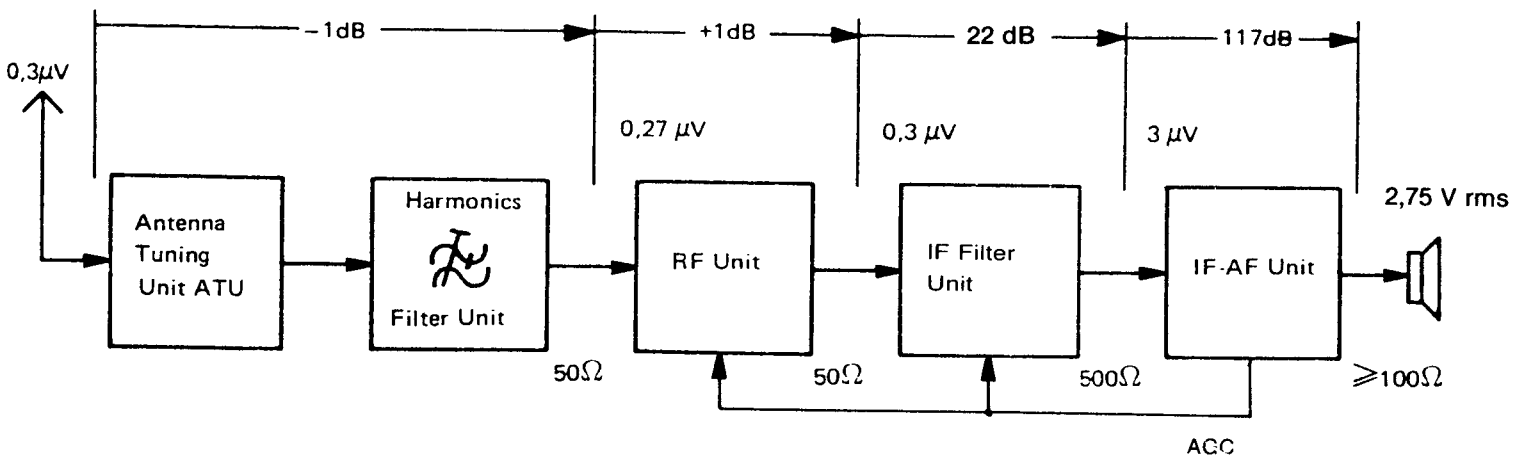 −1dB
+1dB
22 dB
117dB
0,3μV
0,27 μV
0,3 μV
3 μV
2,75 V rms
Antenna
Tuning
Unit ATU
Harmonics
Filter Unit
RF Unit
IF Filter
Unit
IF-AF Unit
50Ω
50Ω
500Ω
⩾100Ω
AGC